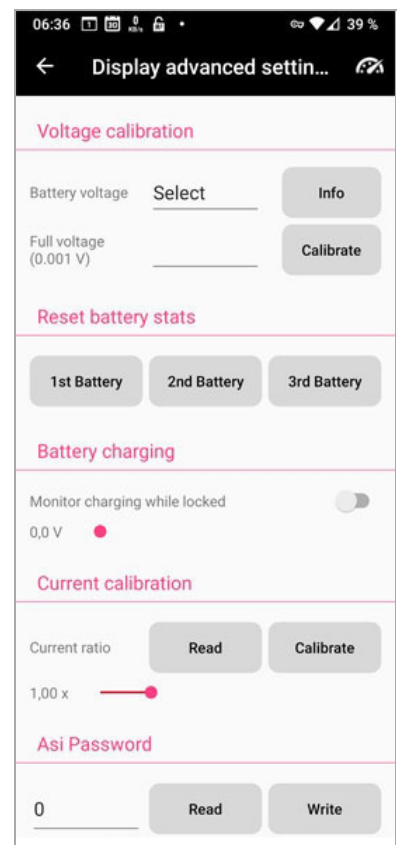 06:36 39 %
Display advanced settin...
Voltage calibration
Battery voltage Select Info
Full voltage
(0.001 V) Calibrate
Reset battery stats
1st Battery 2nd Battery 3rd Battery
Battery charging
Monitor charging while locked
0,0 V
Current calibration
Current ratio Read Calibrate
1,00 x
Asi Password
0 Read Write